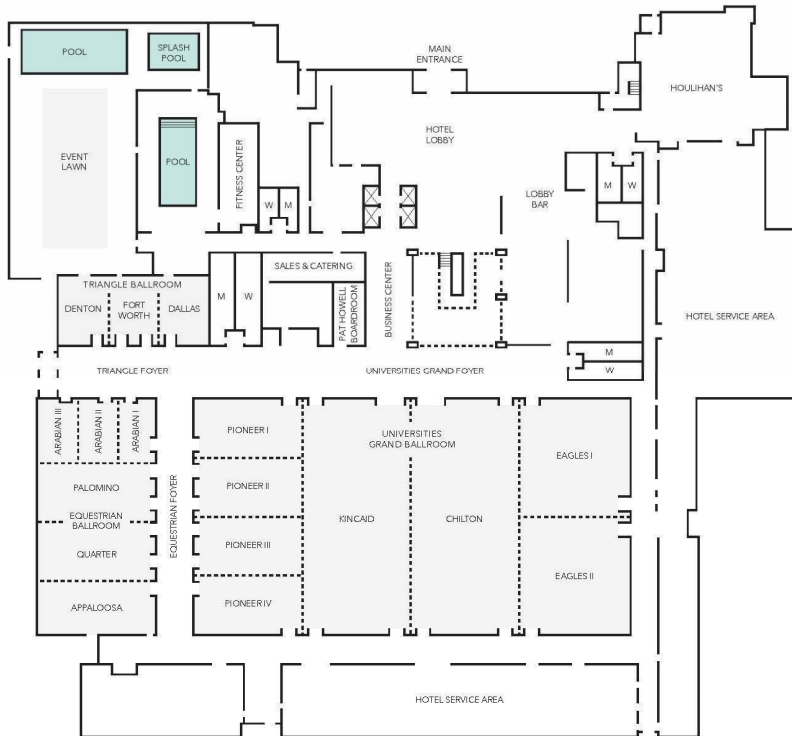 POOL
SPLASH
POOL
MAIN
ENTRANCE
HOULIHAN'S
HOTEL
LOBBY
EVENT
LAWN
POOL
FITNESS CENTER
W
M
LOBBY
BAR
M
W
TRIANGLE BALLROOM
DENTON
FORT
WORTH
DALLAS
M
W
SALES & CATERING
PAT HOWELL
BOARDROOM
BUSINESS CENTER
HOTEL SERVICE AREA
M
W
TRIANGLE FOYER
UNIVERSITIES GRAND FOYER
ARABIAN III
ARABIAN II
ARABIAN I
PIONEER I
UNIVERSITIES
GRAND BALLROOM
EAGLES I
PALOMINO
PIONEER II
EQUESTRIAN
BALLROOM
EQUESTRIAN FOYER
KINCAID
CHILTON
QUARTER
PIONEER III
EAGLES II
APPALOOSA
PIONEER IV
HOTEL SERVICE AREA